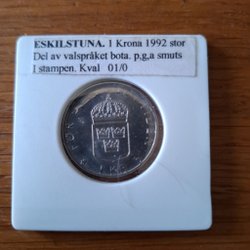 ESKILSTUNA. 1 Krona 1992 stor
Del av valspråket bota. p,g,a smuts
I stampen. Kval 01/0